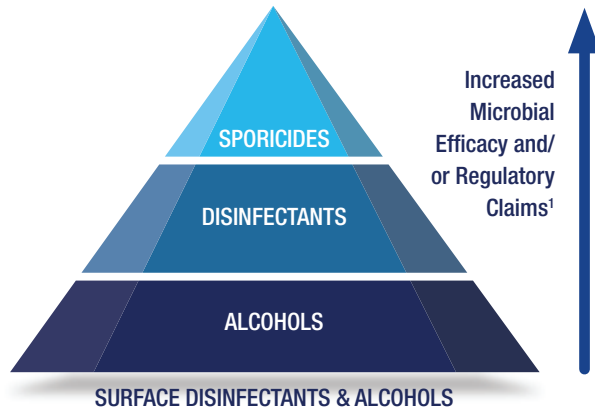 SPORICIDES
DISINFECTANTS
ALCOHOLS
SURFACE DISINFECTANTS & ALCOHOLS
Increased
Microbial
Efficacy and/
or Regulatory
Claims¹